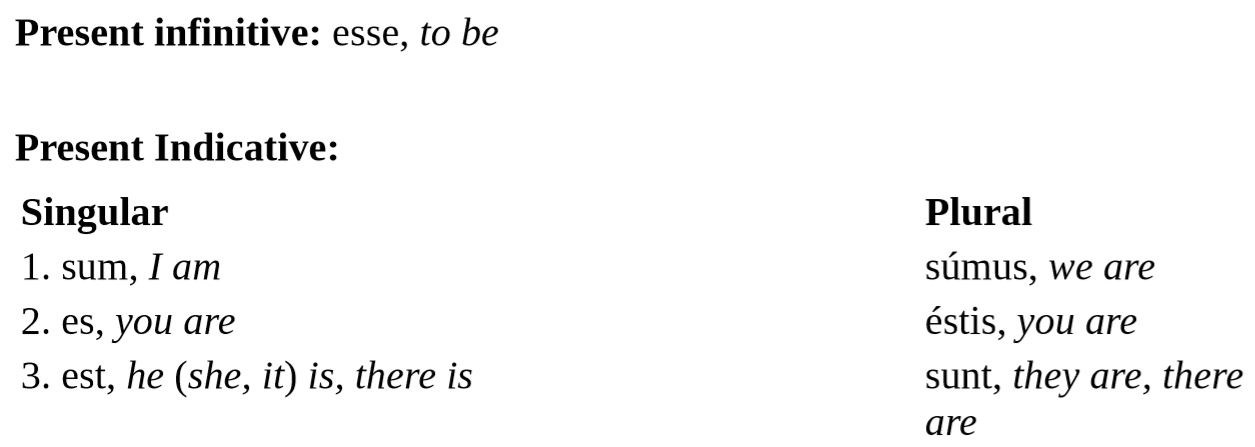 Present infinitive: esse, to be
Present Indicative:
Singular Plural
1. sum, I am súmus, we are
2. es, you are éstis, you are
3. est, he (she, it) is, there is sunt, they are, there
are